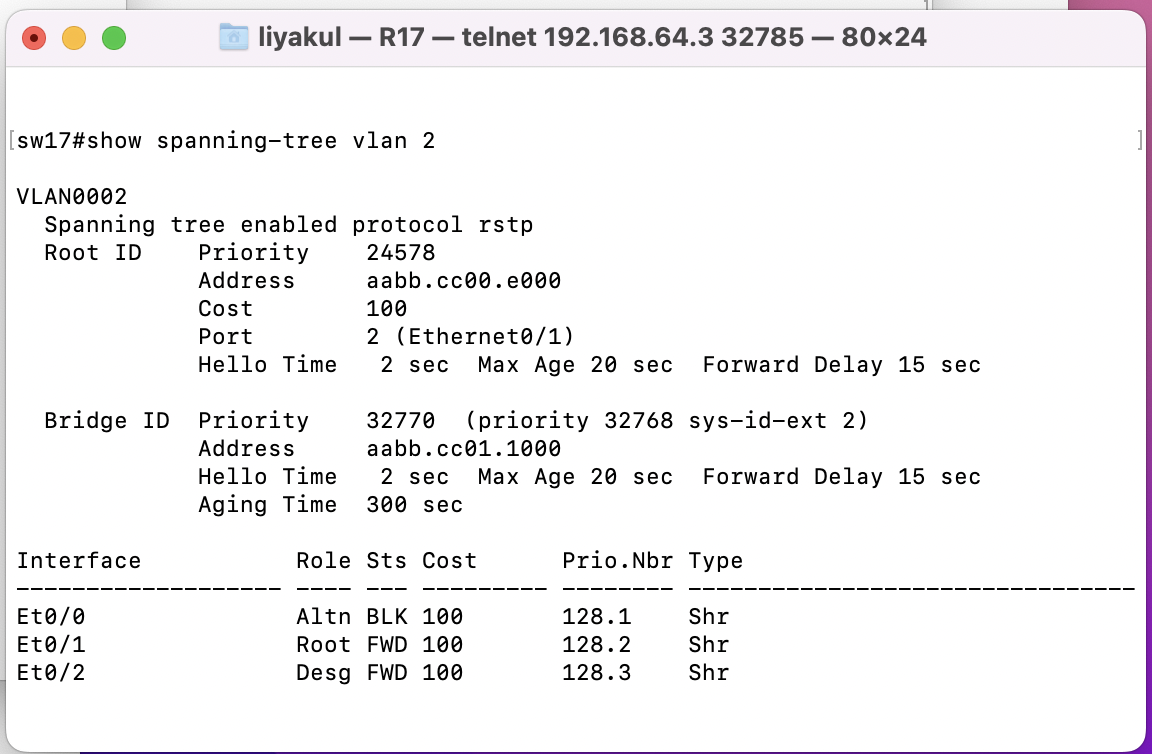 liyakul — R17 — telnet 192.168.64.3 32785 — 80×24
[sw17#show spanning-tree vlan 2 ]
VLAN0002
  Spanning tree enabled protocol rstp
  Root ID    Priority    24578
             Address     aabb.cc00.e000
             Cost        100
             Port        2 (Ethernet0/1)
             Hello Time   2 sec  Max Age 20 sec  Forward Delay 15 sec
  Bridge ID  Priority    32770  (priority 32768 sys-id-ext 2)
             Address     aabb.cc01.1000
             Hello Time   2 sec  Max Age 20 sec  Forward Delay 15 sec
             Aging Time  300 sec
Interface           Role Sts Cost      Prio.Nbr Type
------------------- ---- --- --------- -------- --------------------------------
Et0/0               Altn BLK 100       128.1    Shr
Et0/1               Root FWD 100       128.2    Shr
Et0/2               Desg FWD 100       128.3    Shr